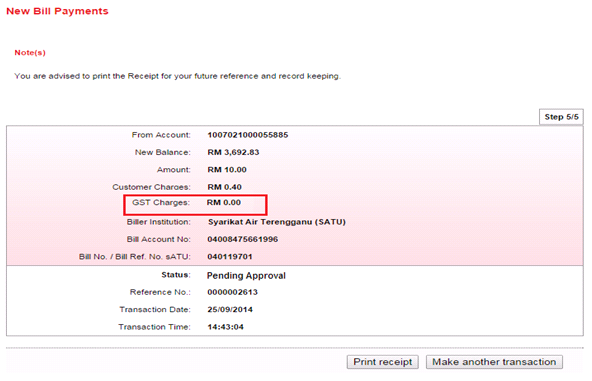 New Bill Payments
Note(s)
You are advised to print the Receipt for your future reference and record keeping.
Step 5/5
From Account: 1007021000055885
New Balance: RM 3,692.83
Amount: RM 10.00
Customer Charges: RM 0.40
GST Charges: RM 0.00
Biller Institution: Syarikat Air Terengganu (SATU)
Bill Account No: 04008475661996
Bill No. / Bill Ref. No. sATU: 040119701
Status: Pending Approval
Reference No.: 0000002613
Transaction Date: 25/09/2014
Transaction Time: 14:43:04
Print receipt Make another transaction